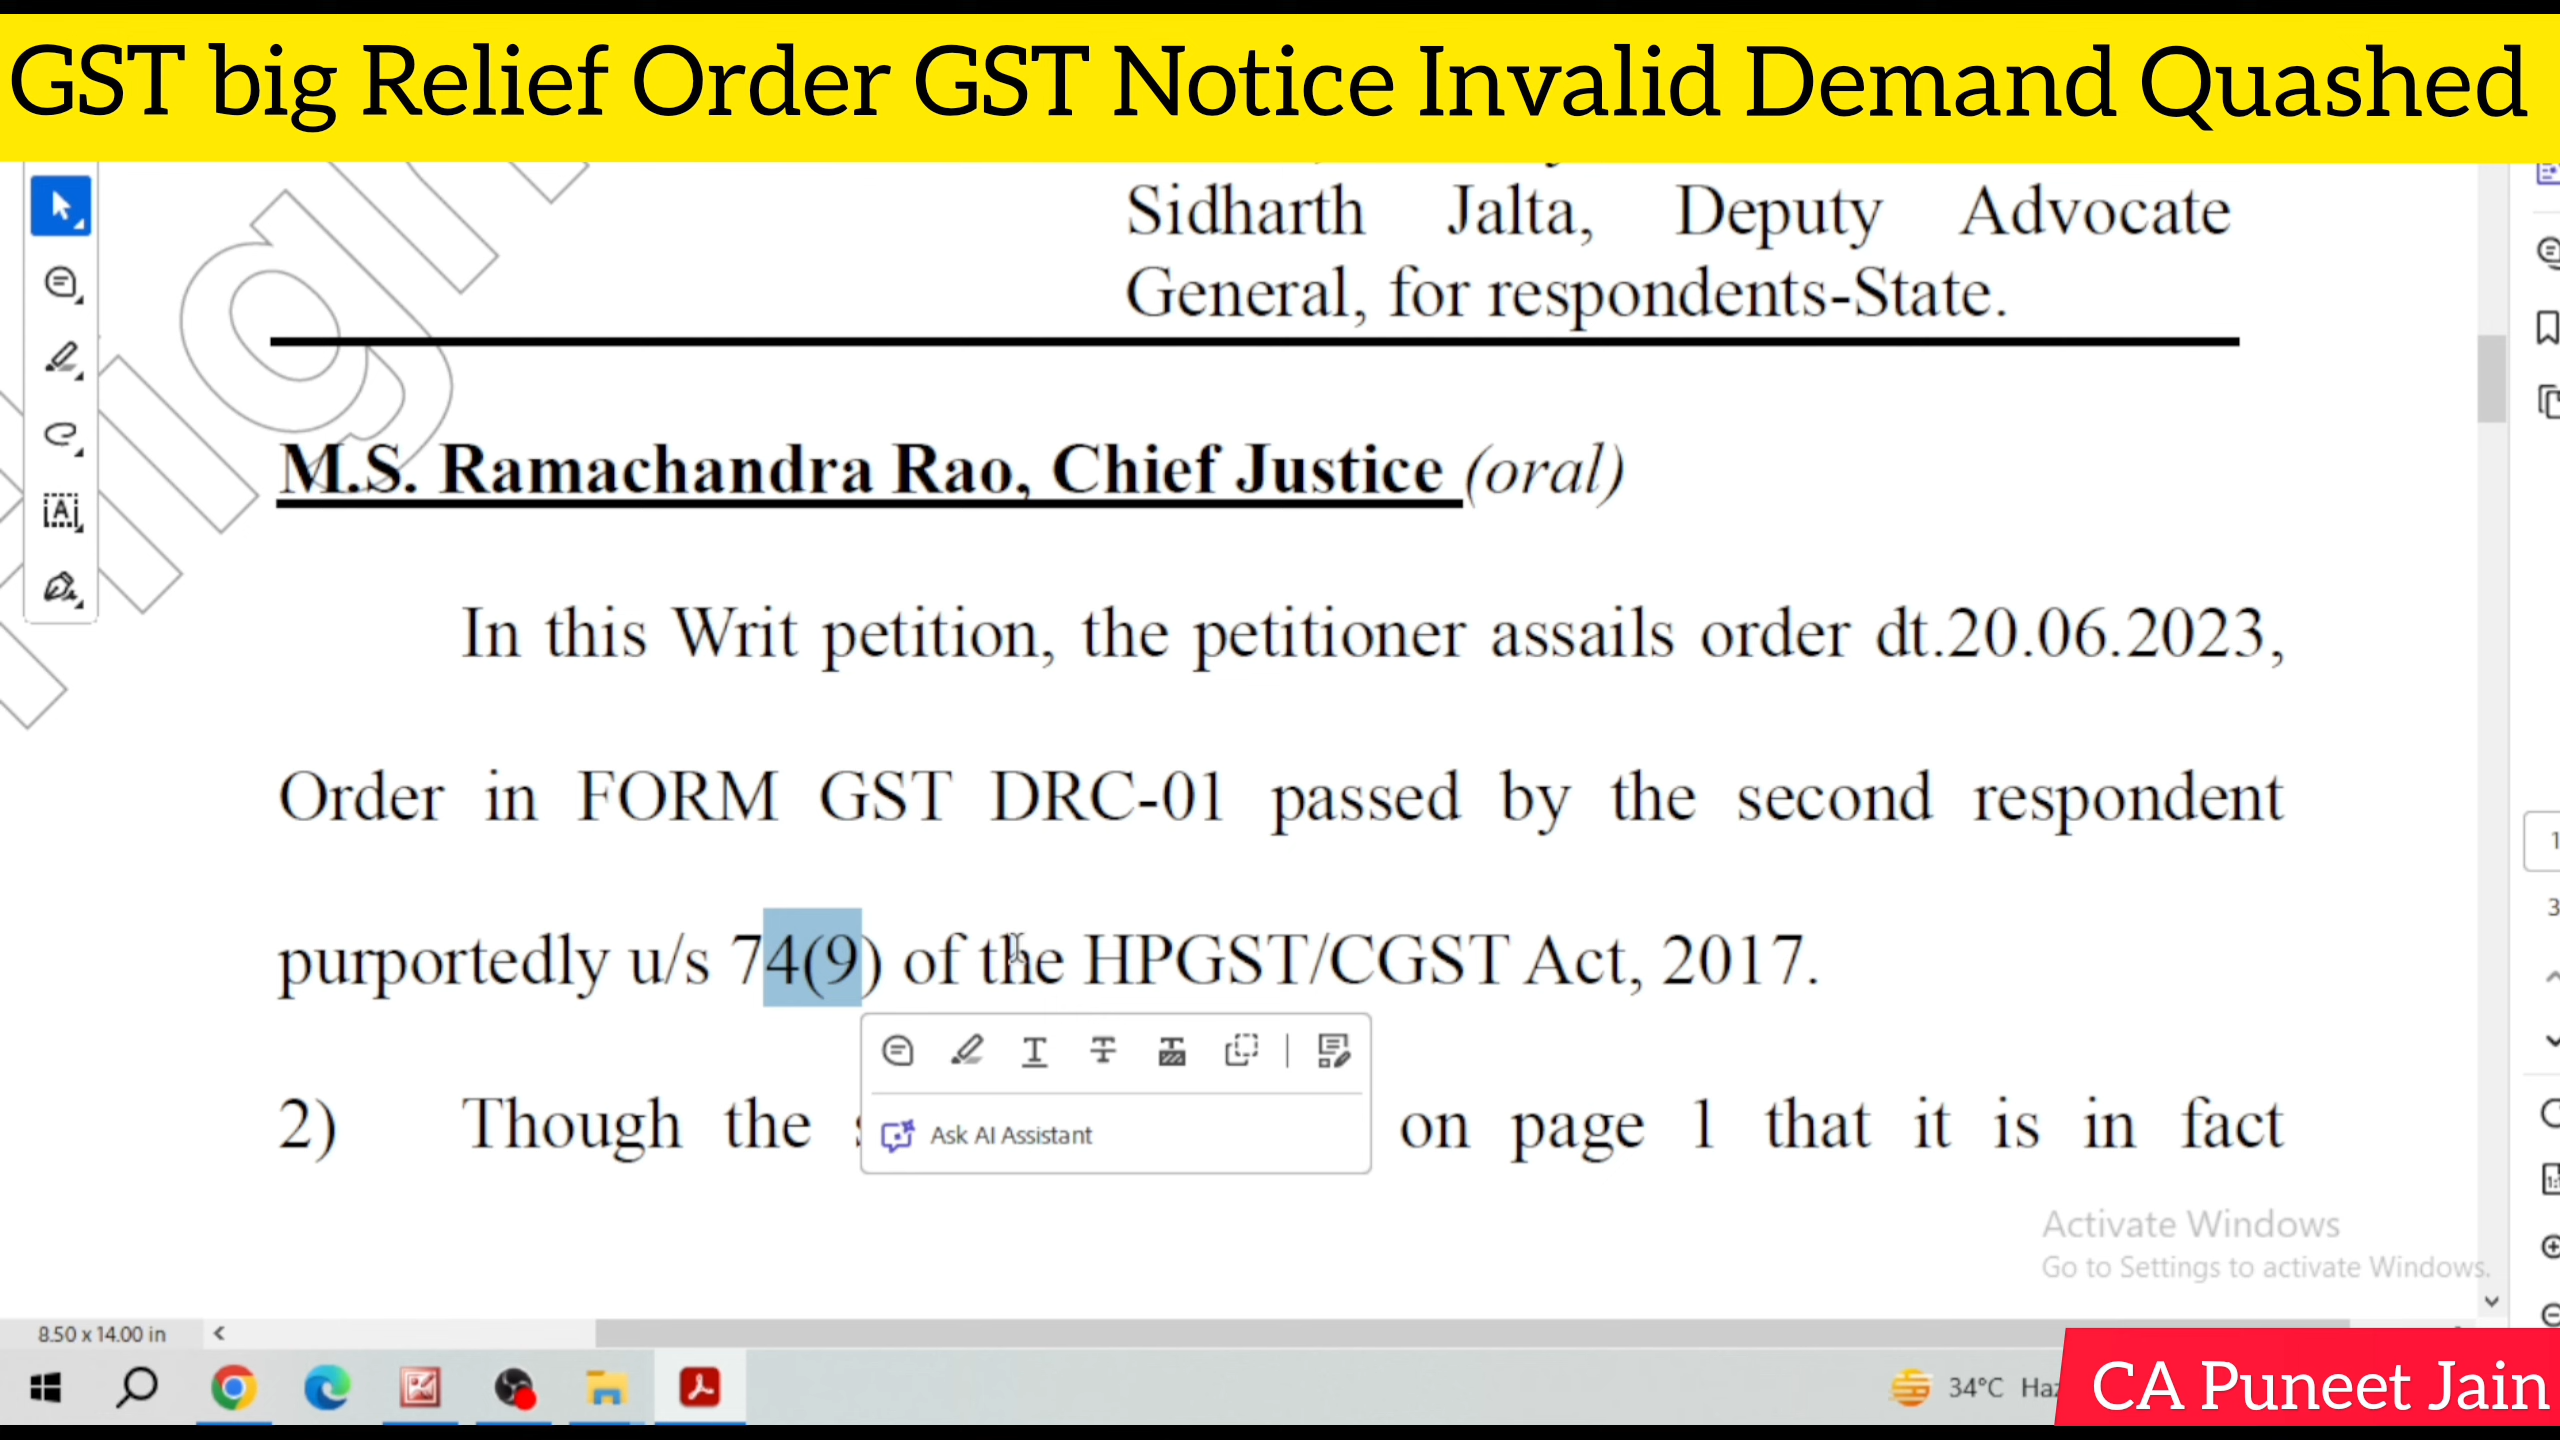 GST big Relief Order GST Notice Invalid Demand Quashed
Sidharth Jalta, Deputy Advocate
General, for respondents-State.
M.S. Ramachandra Rao, Chief Justice (oral)
In this Writ petition, the petitioner assails order dt.20.06.2023,
Order in FORM GST DRC-01 passed by the second respondent
purportedly u/s 74(9) of the HPGST/CGST Act, 2017.
2) Though the on page 1 that it is in fact
Ask AI Assistant
Activate Windows
Go to Settings to activate Windows.
8.50 x 14.00 in
34°C
CA Puneet Jain